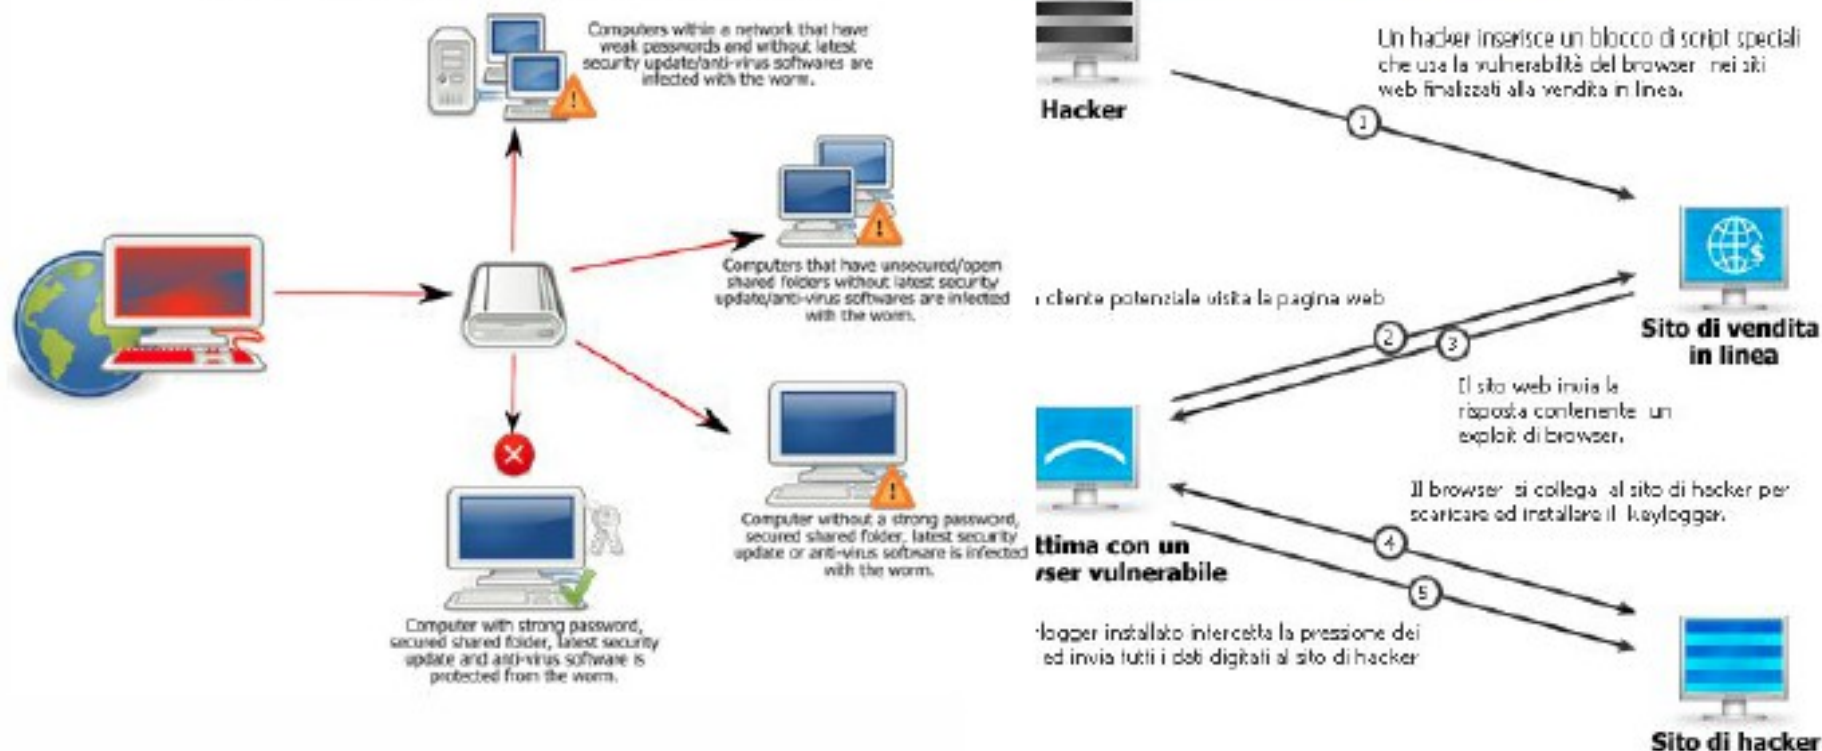 Computers within a network that have
weak passwords and without latest
security update/anti-virus softwares are
infected with the worm.
Computers that have unsecured/open
shared folders without latest security
update/anti-virus softwares are infected
with the worm.
Computer without a strong password,
secured shared folder, latest security
update or anti-virus software is infected
with the worm.
Computer with strong password,
secured shared folder, latest security
update and anti-virus software is
protected from the worm.
Hacker
Un hacker inserisce un blocco di script speciali
che usa la vulnerabilità del browser nei siti
web finalizzati alla vendita in linea.
1
Sito di vendita
in linea
cliente potenziale visita la pagina web
2
3
Il sito web invia la
risposta contenente un
exploit di browser.
Il browser si collega al sito di hacker per
scaricare ed installare il keylogger.
4
ttima con un
wser vulnerabile
5
ylogger installato intercetta la pressione dei
ed invia tutti i dati digitati al sito di hacker
Sito di hacker